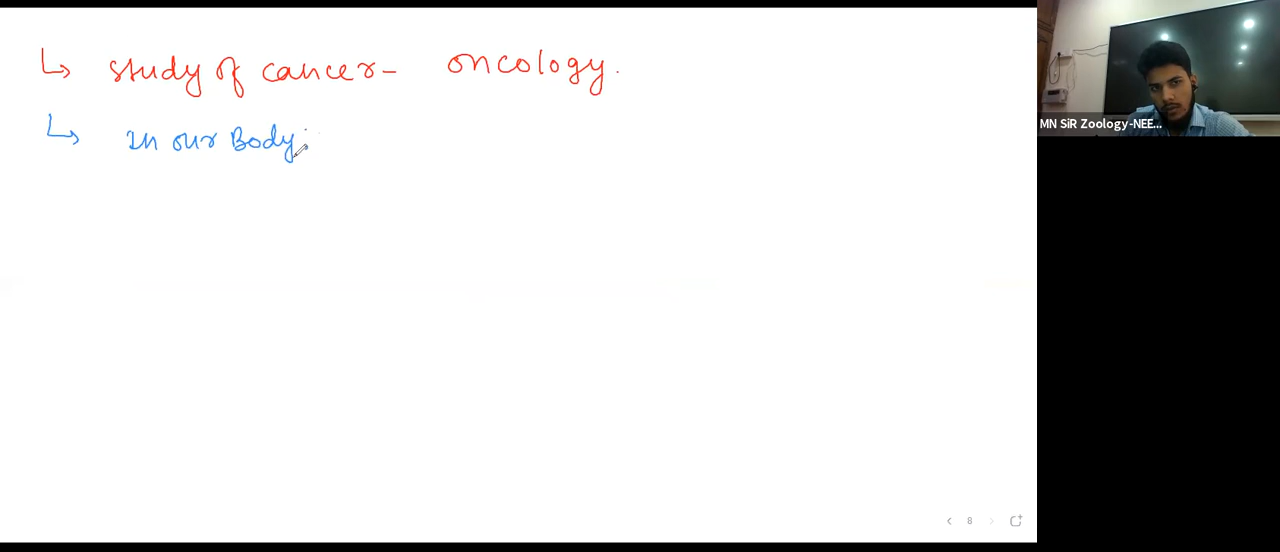 ↳ study of cancer - oncology.
↳ In our Body:
MN SiR Zoology-NEE...
8